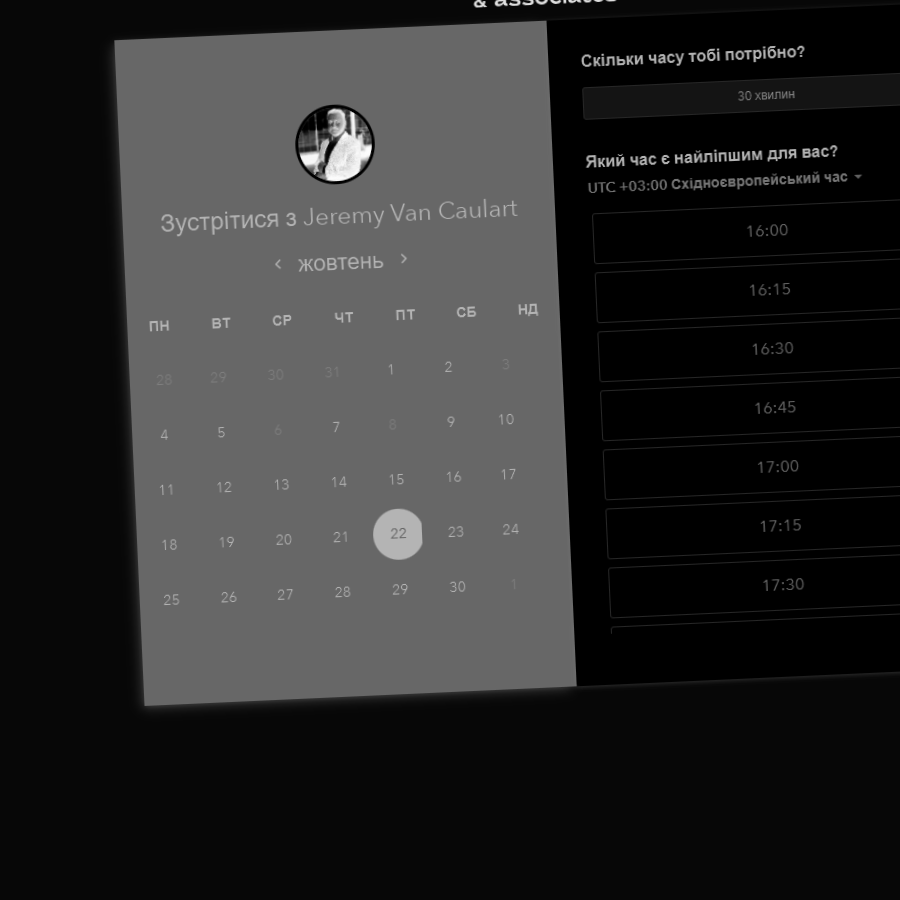 & associates
Зустрітися з Jeremy Van Caulart
жовтень
ПН ВТ СР ЧТ ПТ СБ НД
28 29 30 31 1 2 3
4 5 6 7 8 9 10
11 12 13 14 15 16 17
18 19 20 21 22 23 24
25 26 27 28 29 30 1
Скільки часу тобі потрібно?
30 хвилин
Який час є найліпшим для вас?
UTC +03:00 Східноєвропейський час
16:00
16:15
16:30
16:45
17:00
17:15
17:30